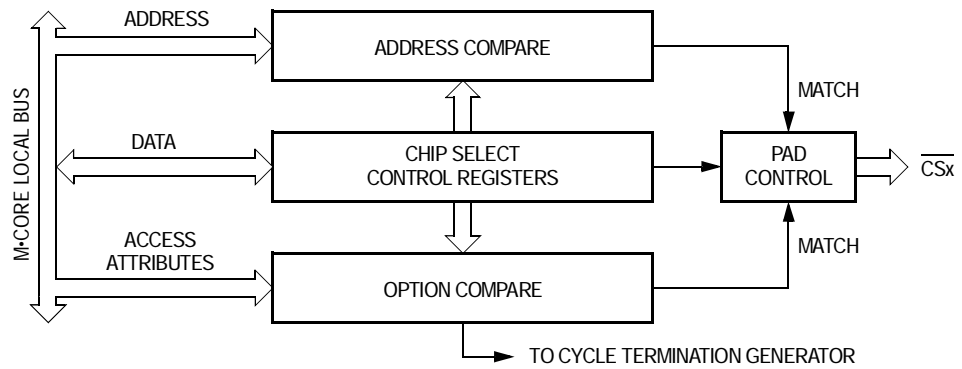 ADDRESS
ADDRESS COMPARE
MATCH
M•CORE LOCAL BUS
DATA
CHIP SELECT
CONTROL REGISTERS
PAD
CONTROL
CSx
ACCESS
ATTRIBUTES
OPTION COMPARE
MATCH
TO CYCLE TERMINATION GENERATOR